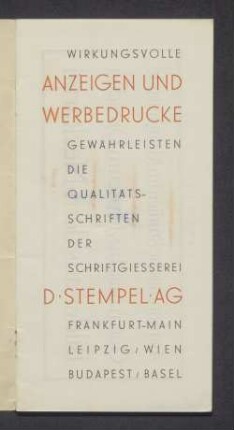 WIRKUNGSVOLLE
ANZEIGEN UND
WERBEDRUCKE
GEWÄHRLEISTEN
DIE
QUALITÄTS-
SCHRIFTEN
DER
SCHRIFTGIESSEREI
D·STEMPEL·AG
FRANKFURT-MAIN
LEIPZIG / WIEN
BUDAPEST / BASEL